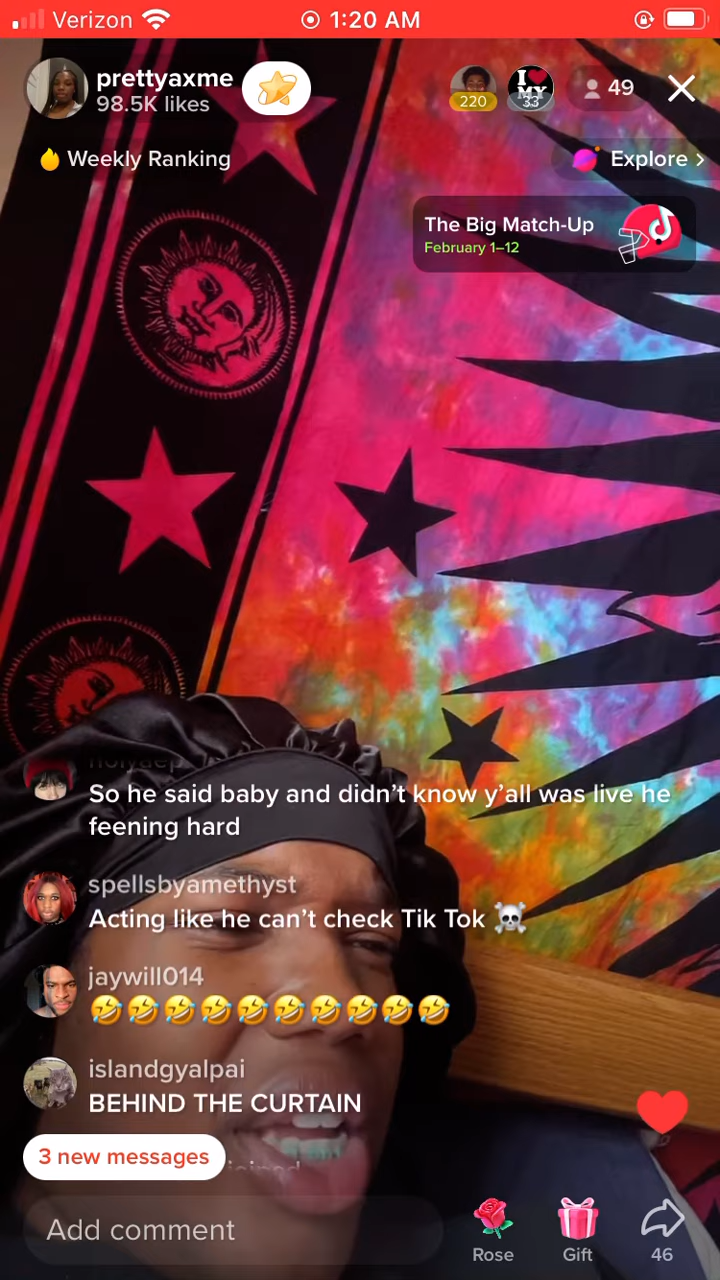 Verizon 1:20 AM
prettyaxme
98.5K likes
220
I MY
33
49
Weekly Ranking
Explore >
The Big Match-Up
February 1–12
So he said baby and didn’t know y’all was live he
feening hard
spellsbyamethyst
Acting like he can’t check Tik Tok
jaywill014
islandgyalpai
BEHIND THE CURTAIN
3 new messages
joined
Add comment
Rose
Gift
46